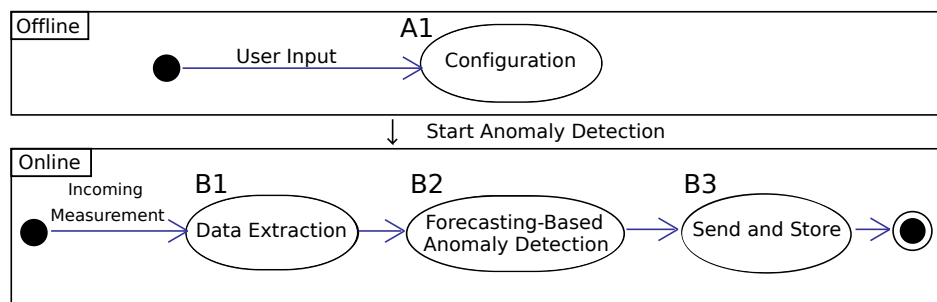 Offline
A1
User Input
Configuration
Start Anomaly Detection
Online
Incoming
Measurement
B1
Data Extraction
B2
Forecasting-Based
Anomaly Detection
B3
Send and Store